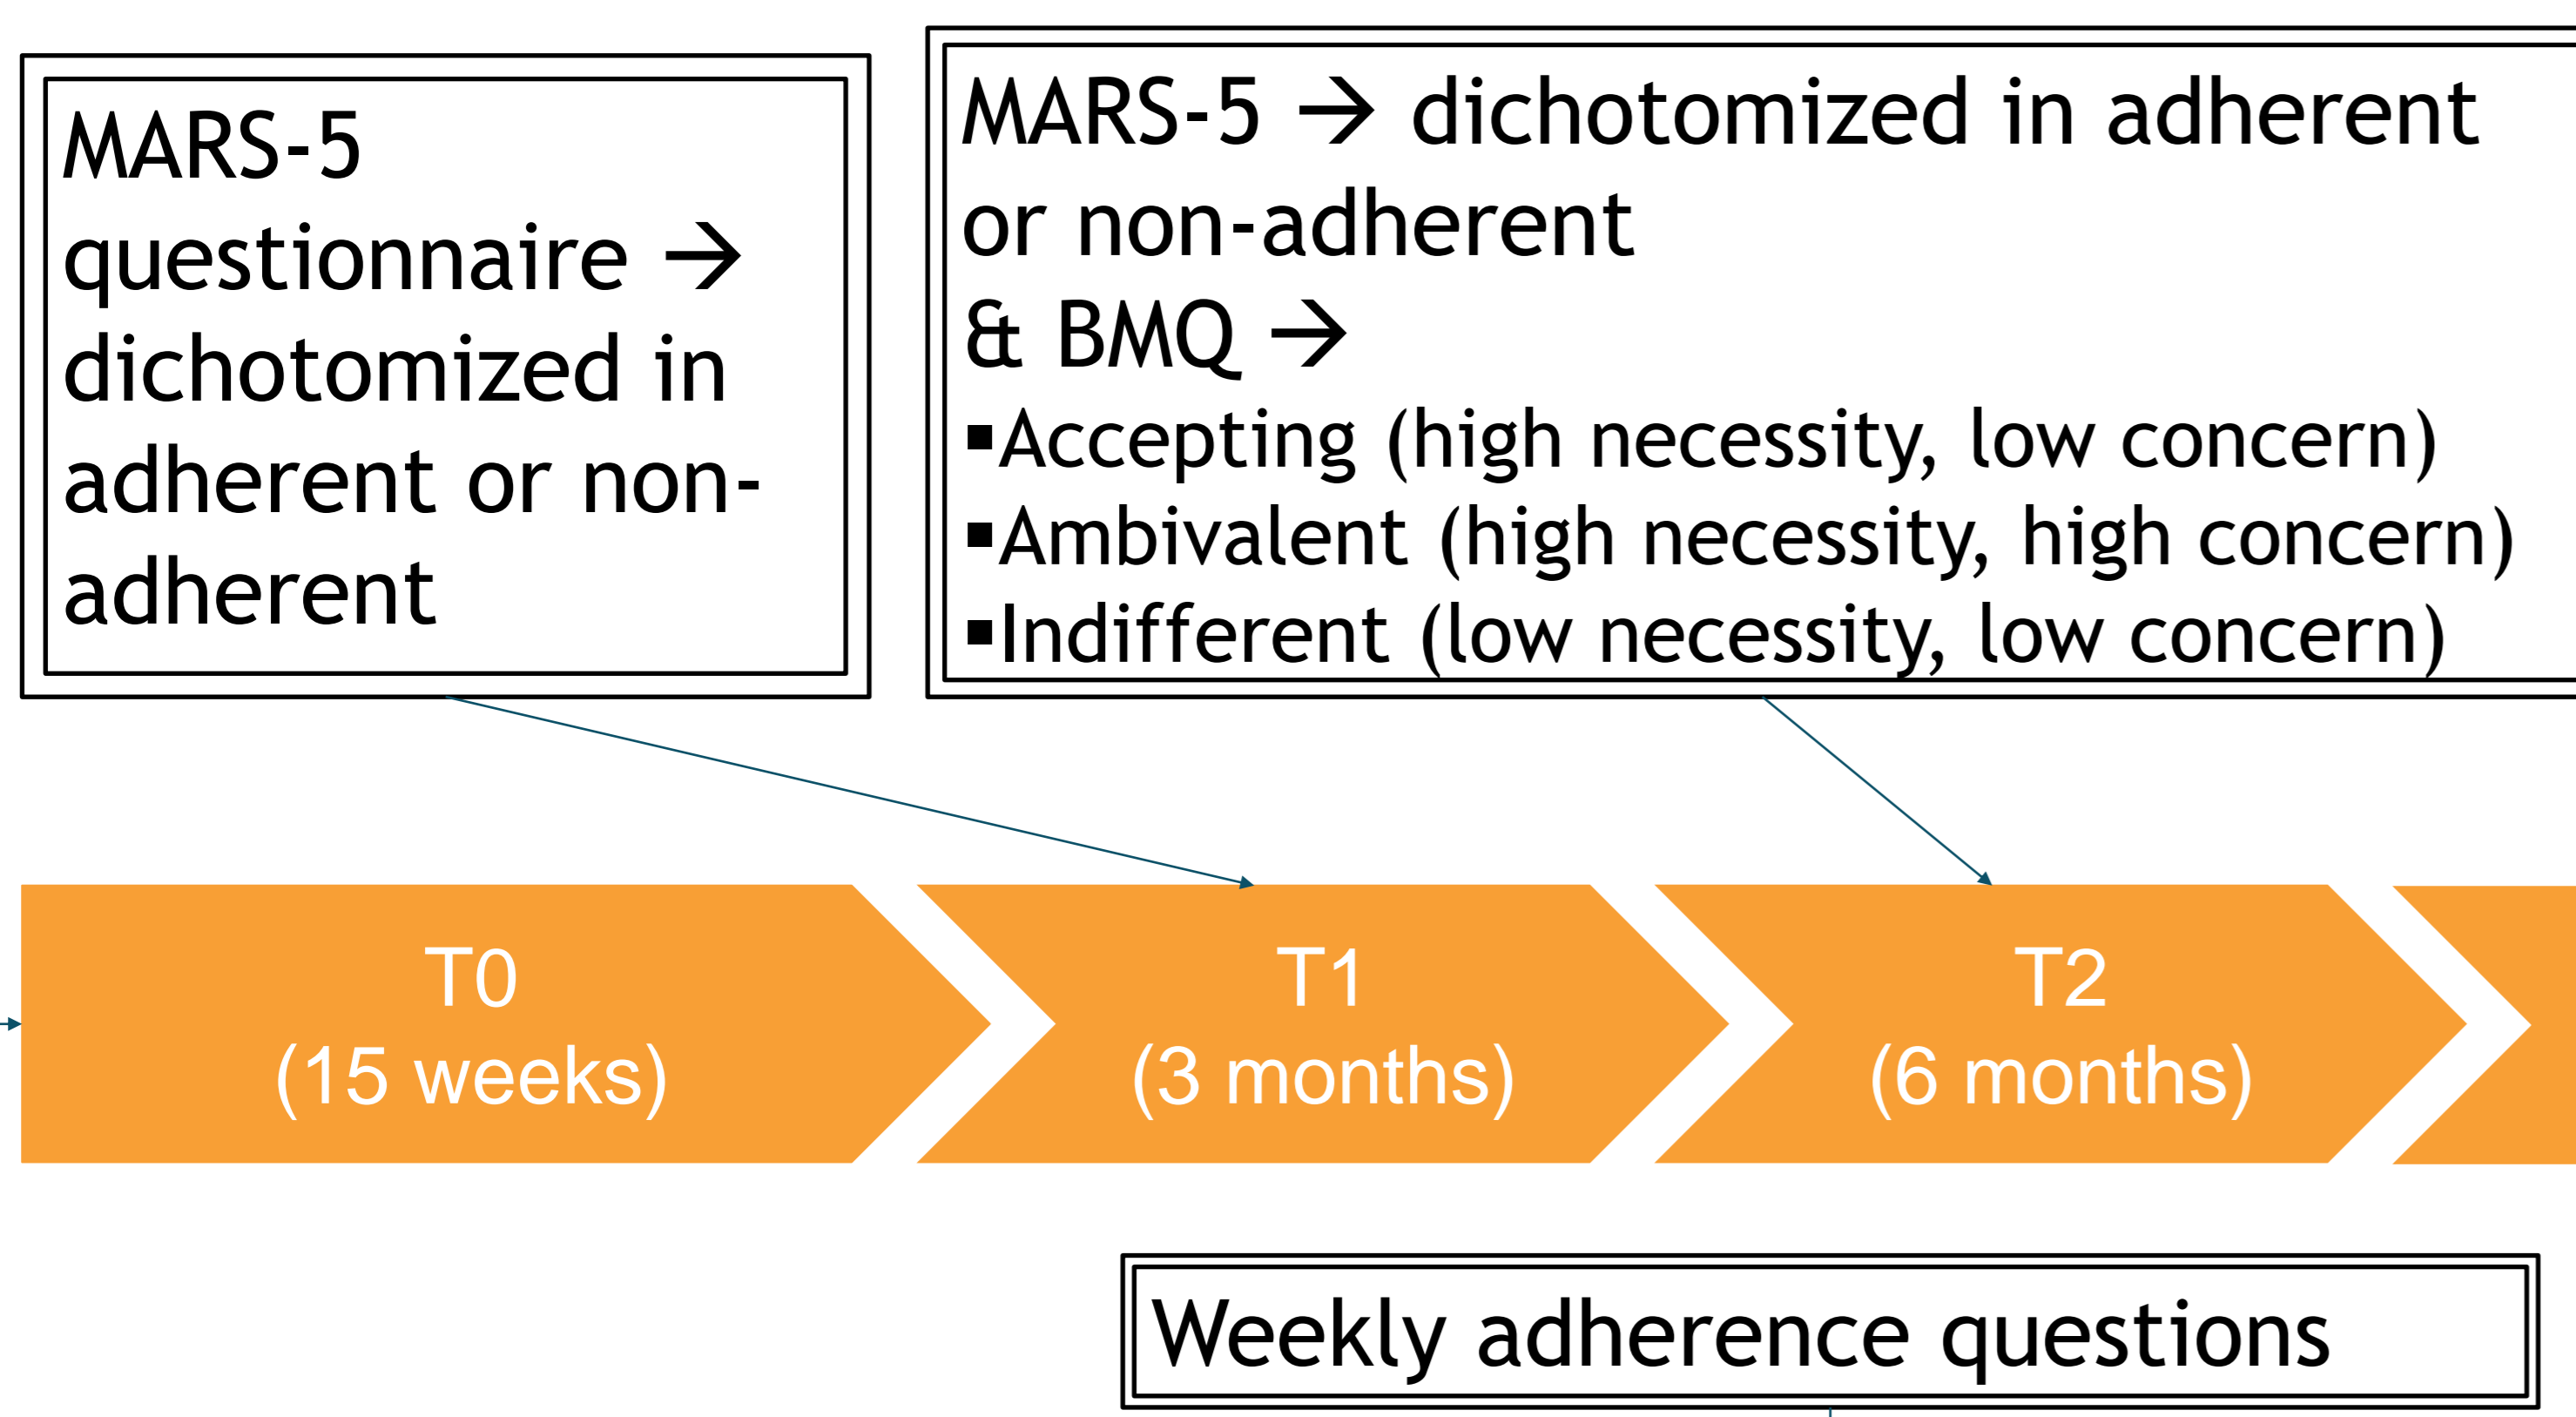 MARS-5
questionnaire →
dichotomized in
adherent or non-
adherent
MARS-5 → dichotomized in adherent
or non-adherent
& BMQ →
▪Accepting (high necessity, low concern)
▪Ambivalent (high necessity, high concern)
▪Indifferent (low necessity, low concern)
T0
(15 weeks)
T1
(3 months)
T2
(6 months)
Weekly adherence questions